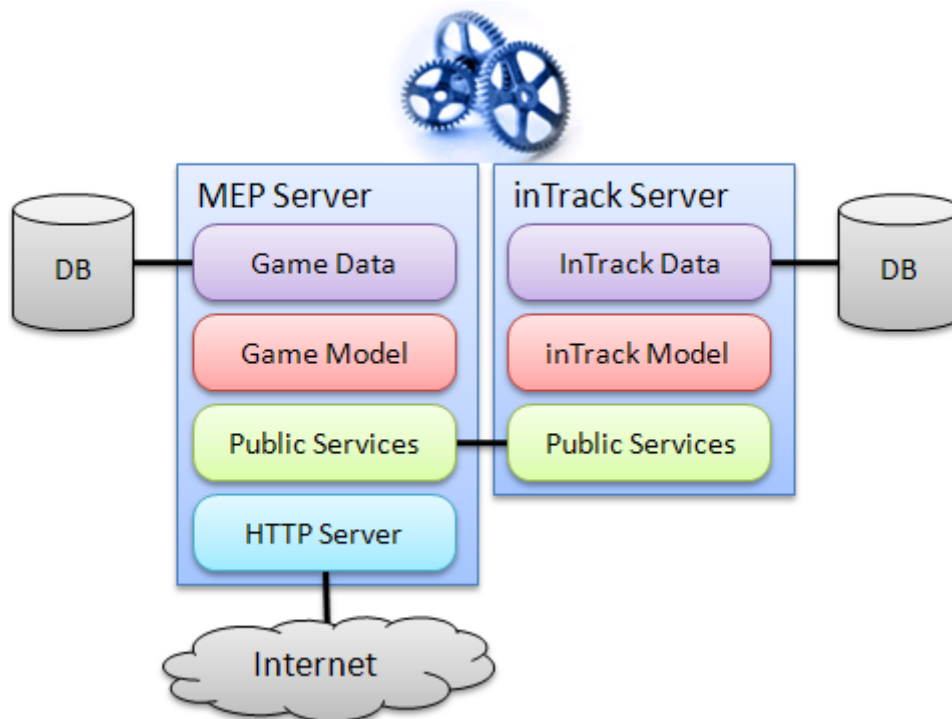 MEP Server
inTrack Server
DB
Game Data
InTrack Data
DB
Game Model
inTrack Model
Public Services
Public Services
HTTP Server
Internet